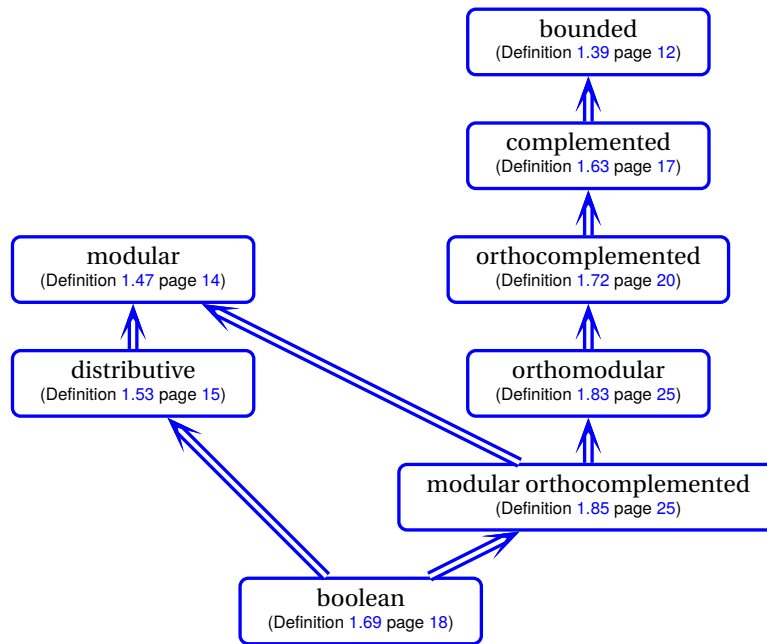 bounded
(Definition 1.39 page 12)
complemented
(Definition 1.63 page 17)
modular
(Definition 1.47 page 14)
orthocomplemented
(Definition 1.72 page 20)
distributive
(Definition 1.53 page 15)
orthomodular
(Definition 1.83 page 25)
modular orthocomplemented
(Definition 1.85 page 25)
boolean
(Definition 1.69 page 18)